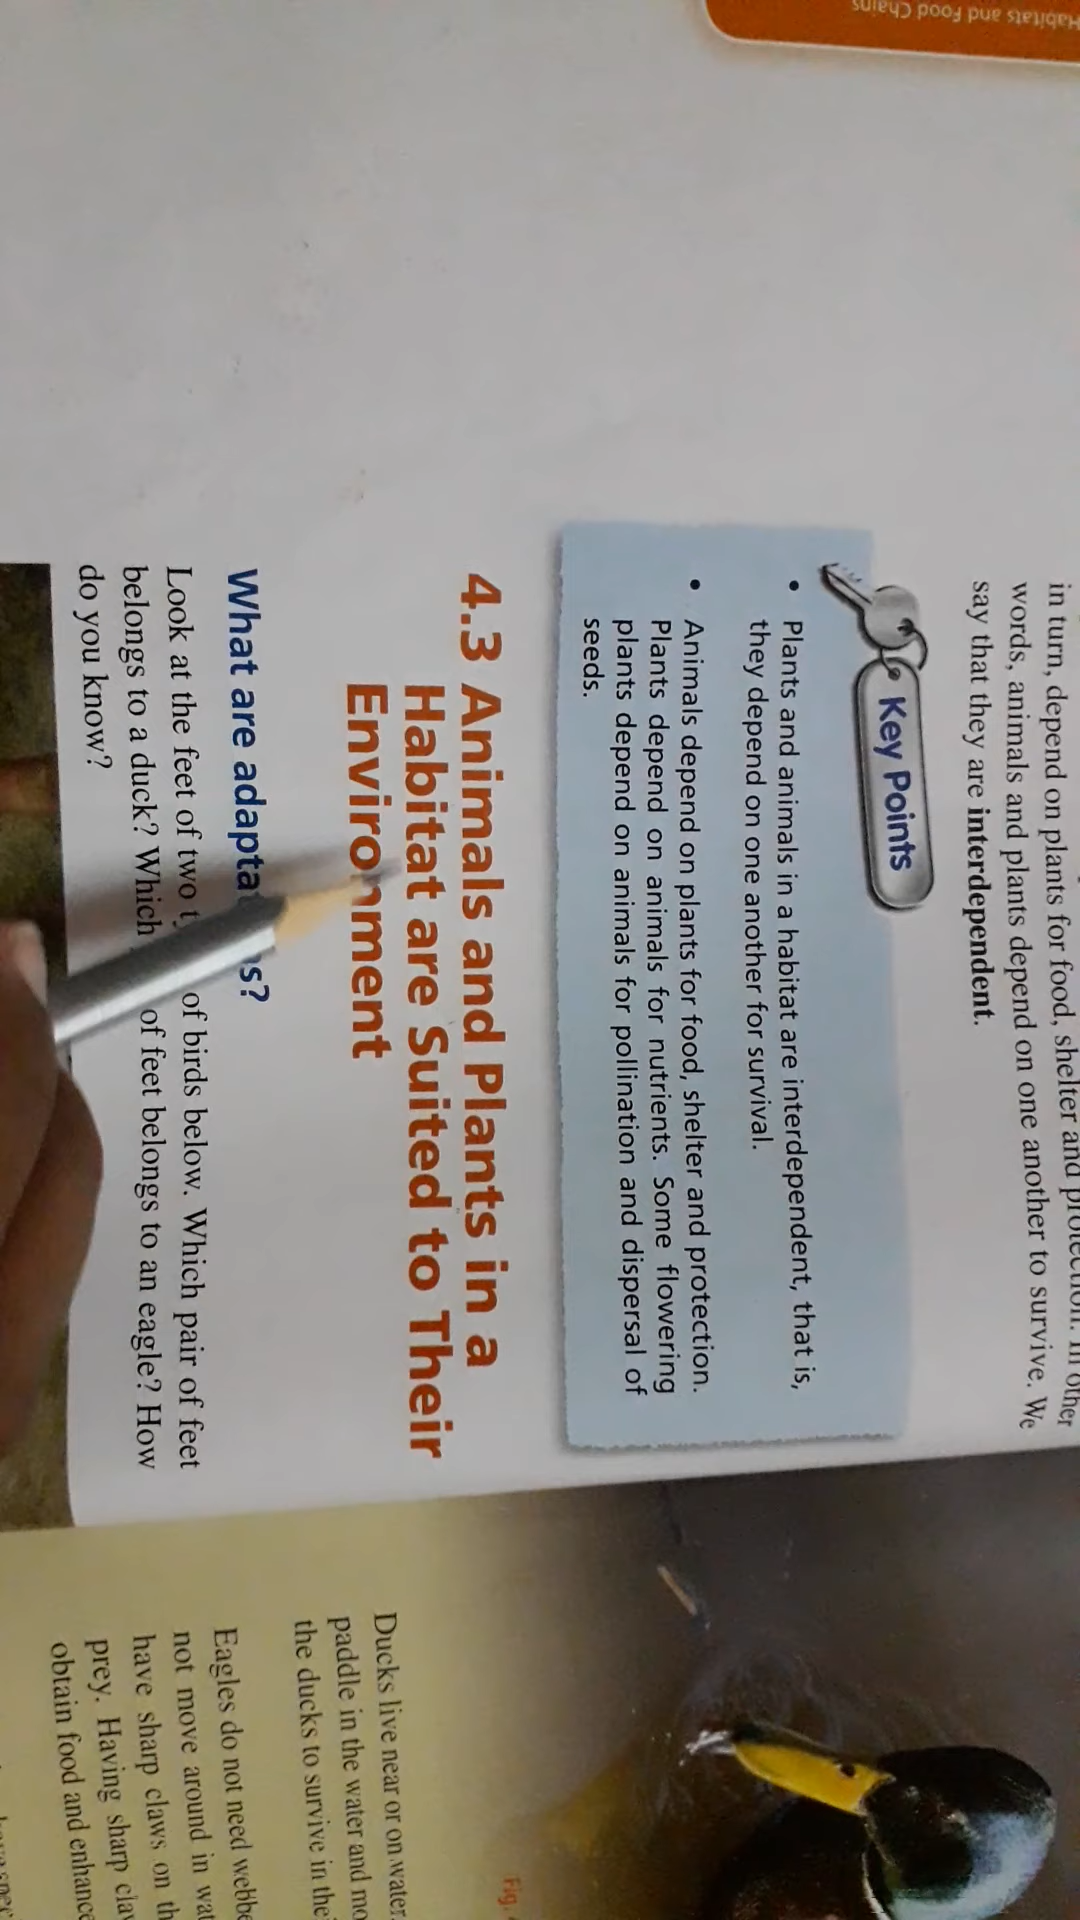 Habitats and Food Chains
in turn, depend on plants for food, shelter and protection. In other
words, animals and plants depend on one another to survive. We
say that they are interdependent.
Key Points
• Plants and animals in a habitat are interdependent, that is,
they depend on one another for survival.
• Animals depend on plants for food, shelter and protection.
Plants depend on animals for nutrients. Some flowering
plants depend on animals for pollination and dispersal of
seeds.
4.3 Animals and Plants in a
Habitat are Suited to Their
Environment
What are
Look at the feet of two of birds below. Which pair of feet
belongs to a duck? Which of feet belongs to an eagle? How
do you know?
Fig.
Ducks live near or on water.
paddle in the water and
the ducks to survive in
Eagles do not need
not move around in
have sharp claws on
prey. Having sharp
obtain food and